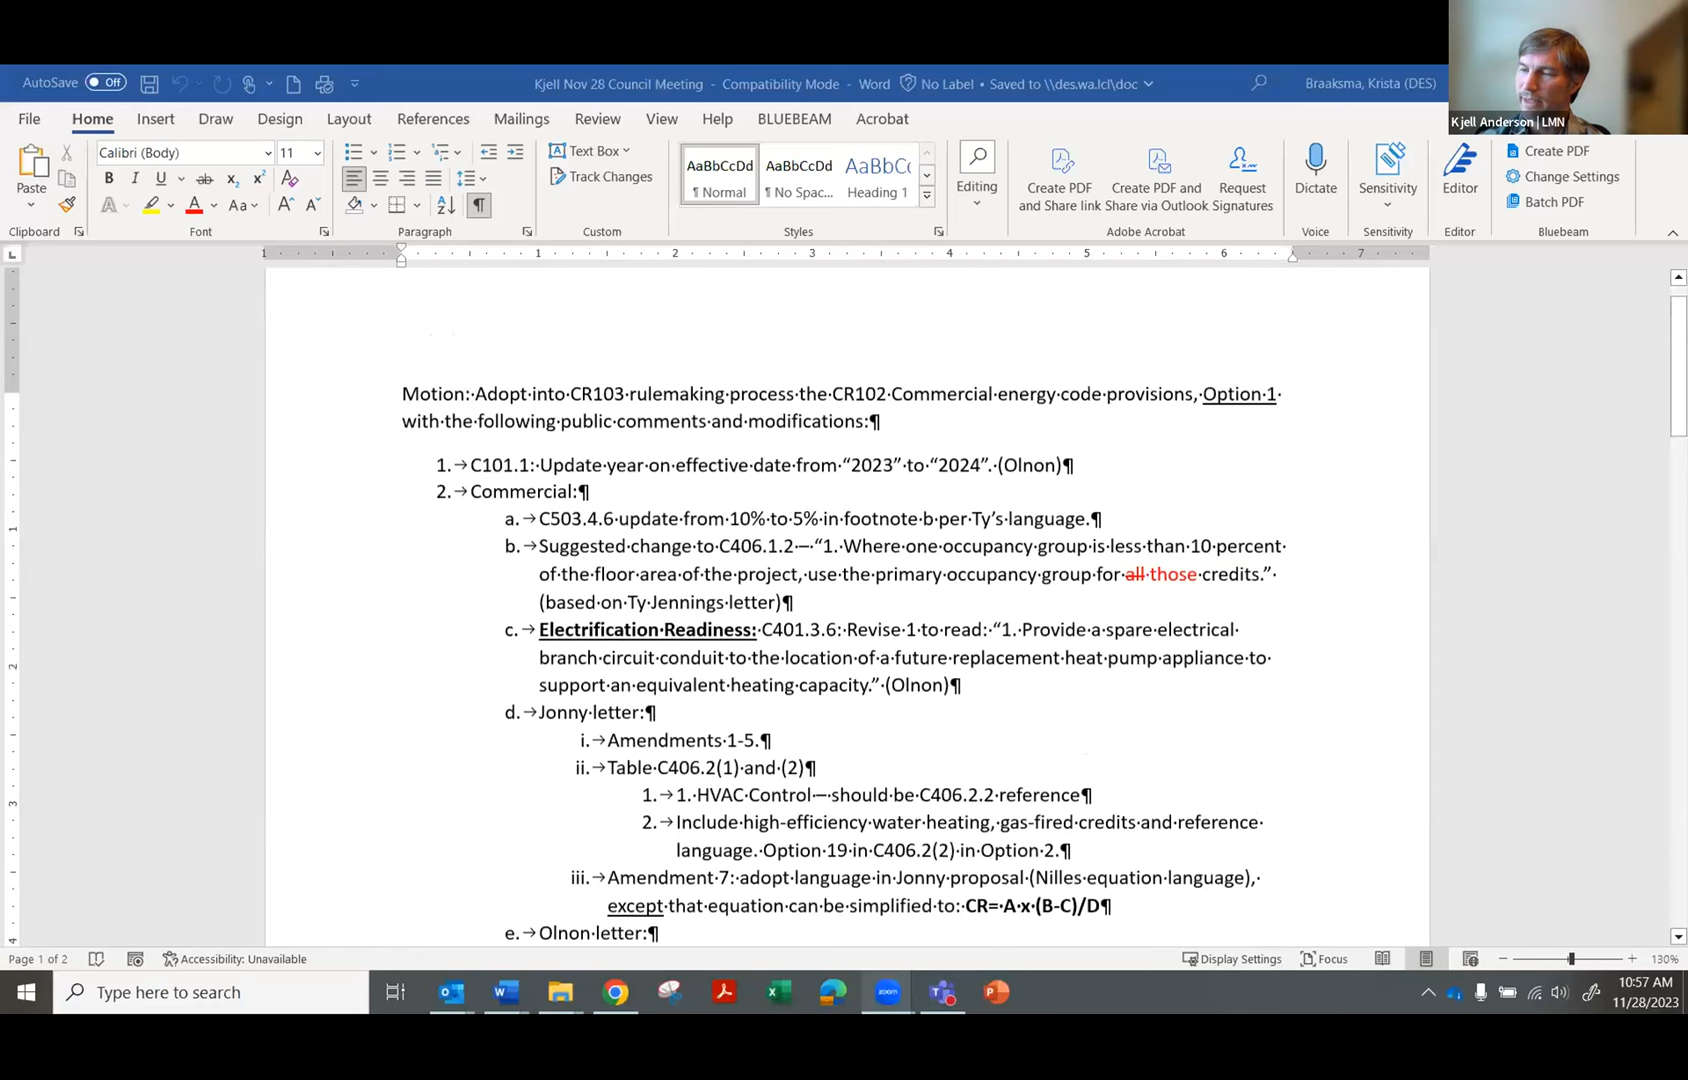 AutoSave Off Kjell Nov 28 Council Meeting - Compatibility Mode - Word No Label • Saved to \\des.wa.lcl\doc Braaksma, Krista (DES)
Kjell Anderson | LMN
File Home Insert Draw Design Layout References Mailings Review View Help BLUEBEAM Acrobat
Calibri (Body) 11 Text Box AaBbCcDd AaBbCcDd AaBbC( Create PDF
Track Changes Change Settings
Paste ¶ Normal ¶ No Spac... Heading 1 Editing Create PDF and Share link Create PDF and Share via Outlook Request Signatures Dictate Sensitivity Editor Batch PDF
Clipboard Font Paragraph Custom Styles Adobe Acrobat Voice Sensitivity Editor Bluebeam
1 1 2 3 4 5 6 7
Motion: Adopt into CR103 rulemaking process the CR102 Commercial energy code provisions, Option 1
with the following public comments and modifications:¶
1. C101.1: Update year on effective date from “2023” to “2024”. (Olnon)¶
2. Commercial:¶
a. C503.4.6 update from 10% to 5% in footnote b per Ty’s language.¶
b. Suggested change to C406.1.2 – “1. Where one occupancy group is less than 10 percent
of the floor area of the project, use the primary occupancy group for all those credits.”
(based on Ty Jennings letter)¶
c. Electrification Readiness: C401.3.6: Revise 1 to read: “1. Provide a spare electrical
branch circuit conduit to the location of a future replacement heat pump appliance to
support an equivalent heating capacity.” (Olnon)¶
d. Jonny letter:¶
i. Amendments 1-5.¶
ii. Table C406.2(1) and (2)¶
1. 1. HVAC Control – should be C406.2.2 reference¶
2. Include high-efficiency water heating, gas-fired credits and reference
language. Option 19 in C406.2(2) in Option 2.¶
iii. Amendment 7: adopt language in Jonny proposal (Nilles equation language),
except that equation can be simplified to: CR= A x (B-C)/D¶
e. Olnon letter:¶
Page 1 of 2 Accessibility: Unavailable Display Settings Focus 130%
Type here to search 10:57 AM
11/28/2023